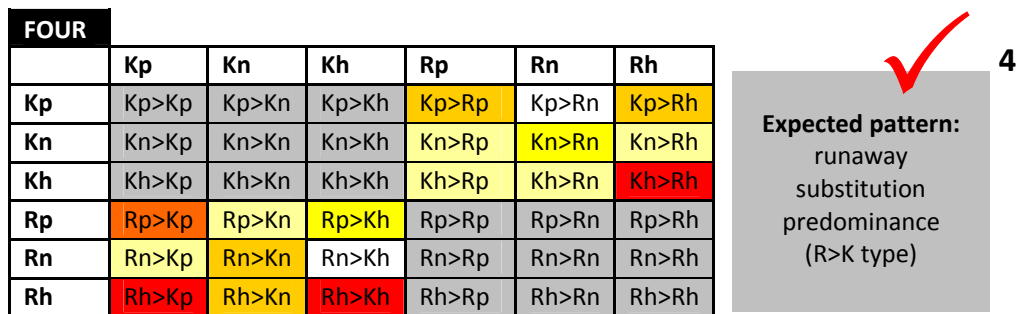 FOUR
Kp Kn Kh Rp Rn Rh
Kp Kp>Kp Kp>Kn Kp>Kh Kp>Rp Kp>Rn Kp>Rh
Kn Kn>Kp Kn>Kn Kn>Kh Kn>Rp Kn>Rn Kn>Rh
Kh Kh>Kp Kh>Kn Kh>Kh Kh>Rp Kh>Rn Kh>Rh
Rp Rp>Kp Rp>Kn Rp>Kh Rp>Rp Rp>Rn Rp>Rh
Rn Rn>Kp Rn>Kn Rn>Kh Rn>Rp Rn>Rn Rn>Rh
Rh Rh>Kp Rh>Kn Rh>Kh Rh>Rp Rh>Rn Rh>Rh
4
Expected pattern:
runaway
substitution
predominance
(R>K type)